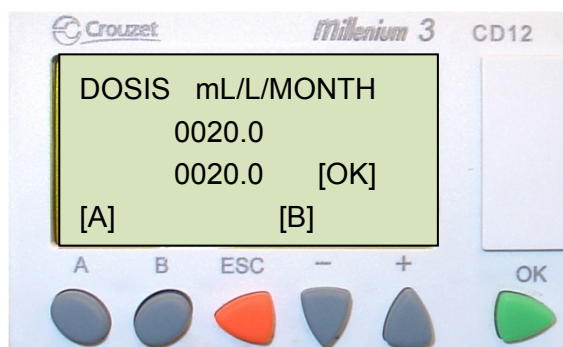 Crouzet Millenium 3 CD12
DOSIS mL/L/MONTH
0020.0
0020.0 [OK]
[A] [B]
A B ESC − + OK